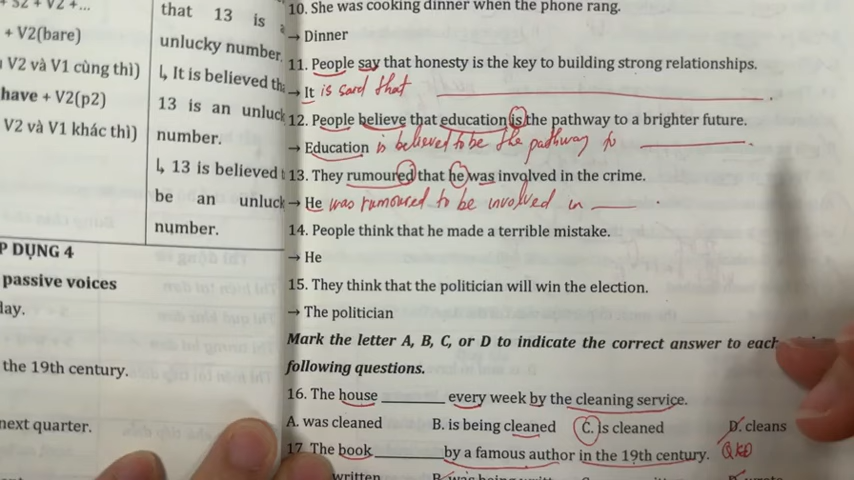 + S2 + V2 +...
+ V2(bare)
V2 và V1 cùng thì)
have + V2(p2)
V2 và V1 khác thì)
P DỤNG 4
passive voices
lay.
the 19th century.
next quarter.
that 13 is
unlucky number.
↳ It is believed
13 is an unluck
number.
↳ 13 is believed
be an unluck
number.
10. She was cooking dinner when the phone rang.
→ Dinner
11. People say that honesty is the key to building strong relationships.
→ It is said that
12. People believe that education is the pathway to a brighter future.
→ Education is believed to be the pathway to
13. They rumoured that he was involved in the crime.
→ He was rumoured to be involved in
14. People think that he made a terrible mistake.
→ He
15. They think that the politician will win the election.
→ The politician
Mark the letter A, B, C, or D to indicate the correct answer to each
following questions.
16. The house ________ every week by the cleaning service.
A. was cleaned B. is being cleaned C. is cleaned D. cleans
17. The book ________ by a famous author in the 19th century. QKĐ
written